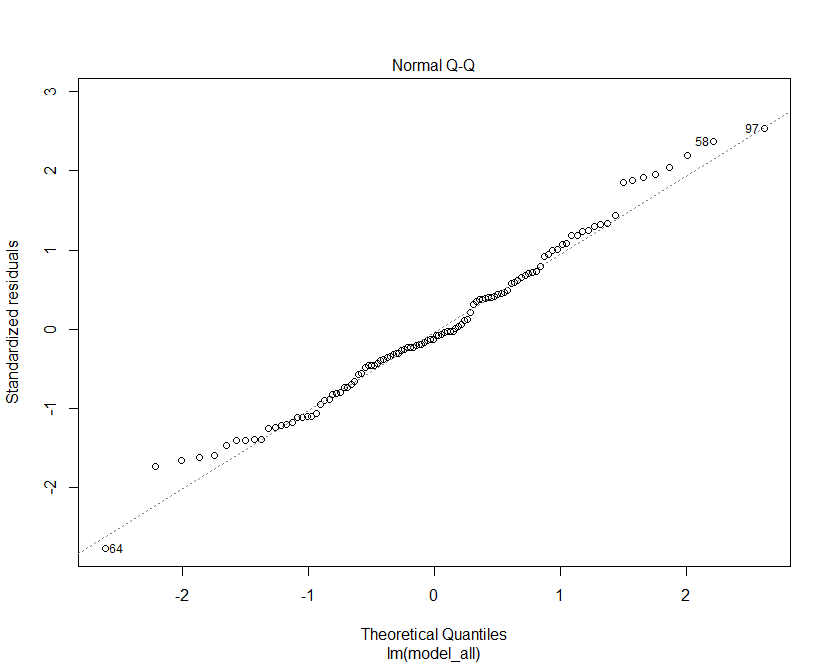 Normal Q-Q
Standardized residuals
3
2
1
0
-1
-2
58
97
64
-2 -1 0 1 2
Theoretical Quantiles
lm(model_all)